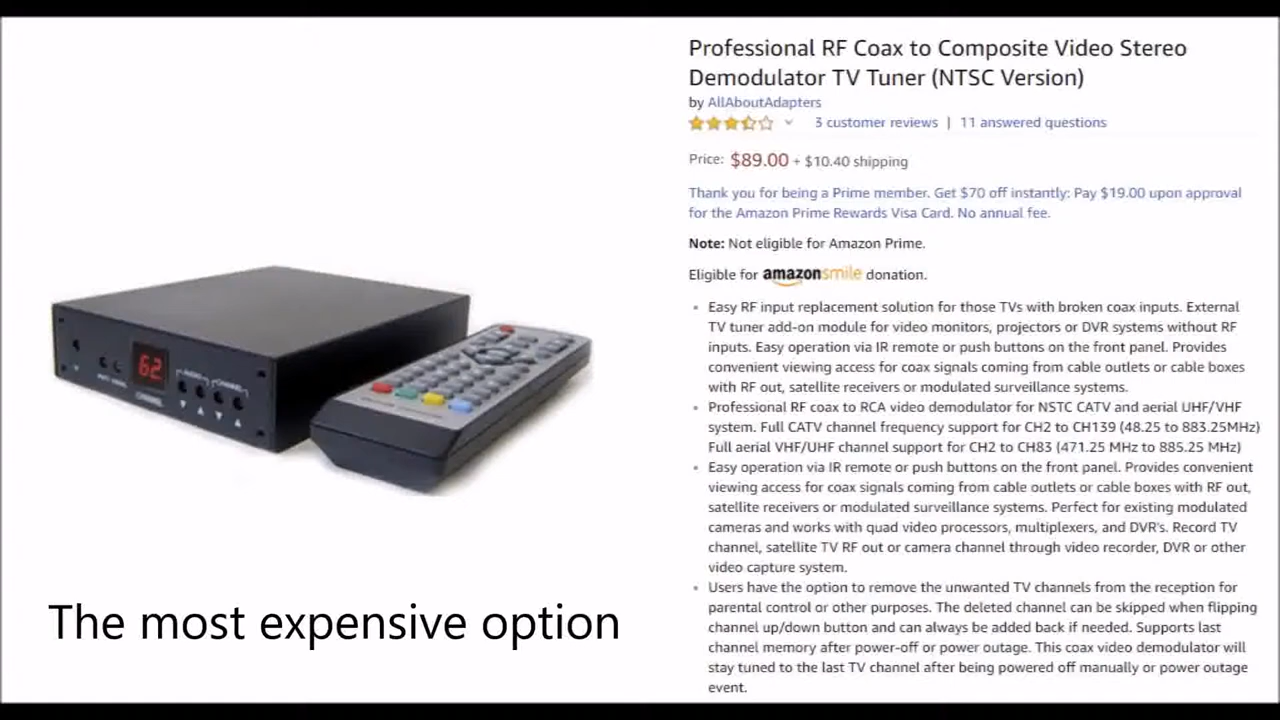 Professional RF Coax to Composite Video Stereo
Demodulator TV Tuner (NTSC Version)
by AllAboutAdapters
3 customer reviews | 11 answered questions
Price: $89.00 + $10.40 shipping
Thank you for being a Prime member. Get $70 off instantly: Pay $19.00 upon approval
for the Amazon Prime Rewards Visa Card. No annual fee.
Note: Not eligible for Amazon Prime.
Eligible for amazonsmile donation.
Easy RF input replacement solution for those TVs with broken coax inputs. External
TV tuner add-on module for video monitors, projectors or DVR systems without RF
inputs. Easy operation via IR remote or push buttons on the front panel. Provides
convenient viewing access for coax signals coming from cable outlets or cable boxes
with RF out, satellite receivers or modulated surveillance systems.
Professional RF coax to RCA video demodulator for NSTC CATV and aerial UHF/VHF
system. Full CATV channel frequency support for CH2 to CH139 (48.25 to 883.25MHz)
Full aerial VHF/UHF channel support for CH2 to CH83 (471.25 MHz to 885.25 MHz)
Easy operation via IR remote or push buttons on the front panel. Provides convenient
viewing access for coax signals coming from cable outlets or cable boxes with RF out,
satellite receivers or modulated surveillance systems. Perfect for existing modulated
cameras and works with quad video processors, multiplexers, and DVR's. Record TV
channel, satellite TV RF out or camera channel through video recorder, DVR or other
video capture system.
Users have the option to remove the unwanted TV channels from the reception for
parental control or other purposes. The deleted channel can be skipped when flipping
channel up/down button and can always be added back if needed. Supports last
channel memory after power-off or power outage. This coax video demodulator will
stay tuned to the last TV channel after being powered off manually or power outage
event.
62
AUDIO
CHANNEL
CHANNEL
The most expensive option